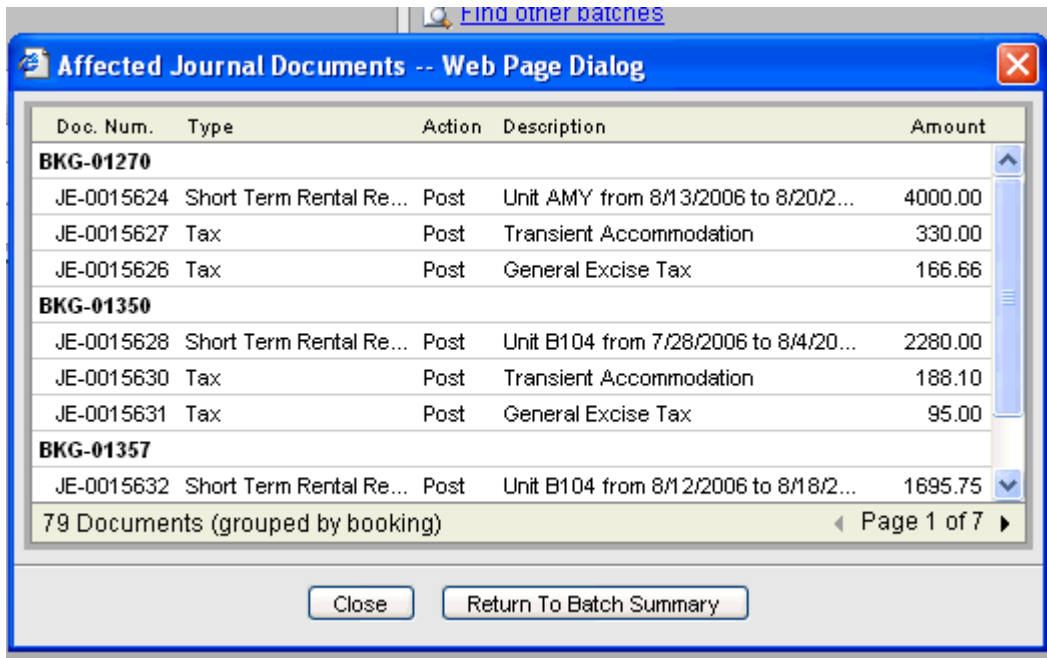 Find other batches
Affected Journal Documents -- Web Page Dialog
Doc. Num. Type Action Description Amount
BKG-01270
JE-0015624 Short Term Rental Re... Post Unit AMY from 8/13/2006 to 8/20/2... 4000.00
JE-0015627 Tax Post Transient Accommodation 330.00
JE-0015626 Tax Post General Excise Tax 166.66
BKG-01350
JE-0015628 Short Term Rental Re... Post Unit B104 from 7/28/2006 to 8/4/20... 2280.00
JE-0015630 Tax Post Transient Accommodation 188.10
JE-0015631 Tax Post General Excise Tax 95.00
BKG-01357
JE-0015632 Short Term Rental Re... Post Unit B104 from 8/12/2006 to 8/18/2... 1695.75
79 Documents (grouped by booking) Page 1 of 7
Close Return To Batch Summary